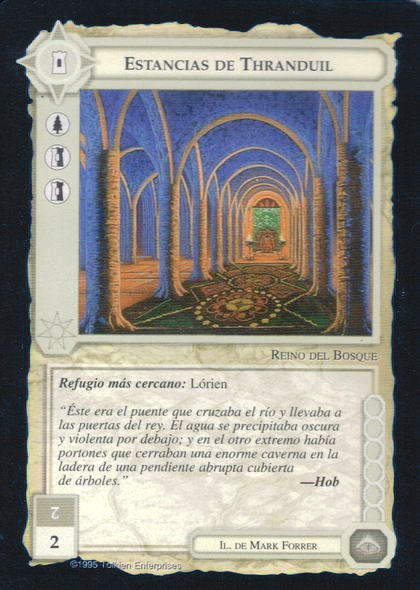 ESTANCIAS DE THRANDUIL
REINO DEL BOSQUE
Refugio más cercano: Lórien
“Éste era el puente que cruzaba el río y llevaba a
las puertas del rey. El agua se precipitaba oscura
y violenta por debajo; y en el otro extremo había
portones que cerraban una enorme caverna en la
ladera de una pendiente abrupta cubierta
de árboles.” —Hob
2
2
IL. DE MARK FORRER
©1995 Tolkien Enterprises